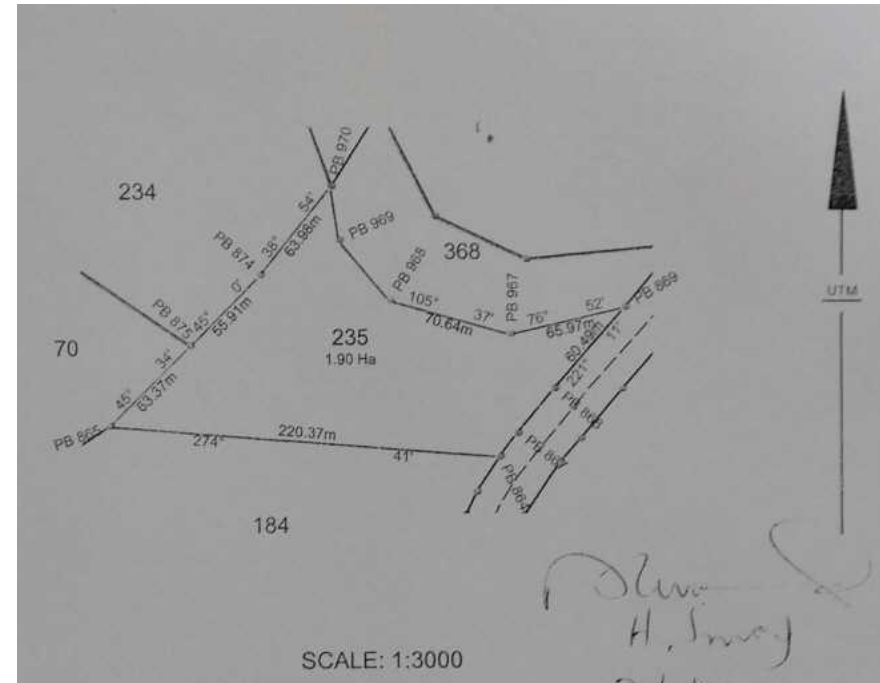 PB 970
234
54'
63.98m
38°
PB 969
PB 874
368
PB 968
PB 967
0'
55.91m
45°
PB 875
105°
37'
70.64m
76°
52'
65.97m
PB 869
11'
60.49m
221°
235
1.90 Ha
70
34'
63.37m
45°
PB 865
220.37m
274°
41'
PB 868
PB 867
PB 864
184
UTM
SCALE: 1:3000